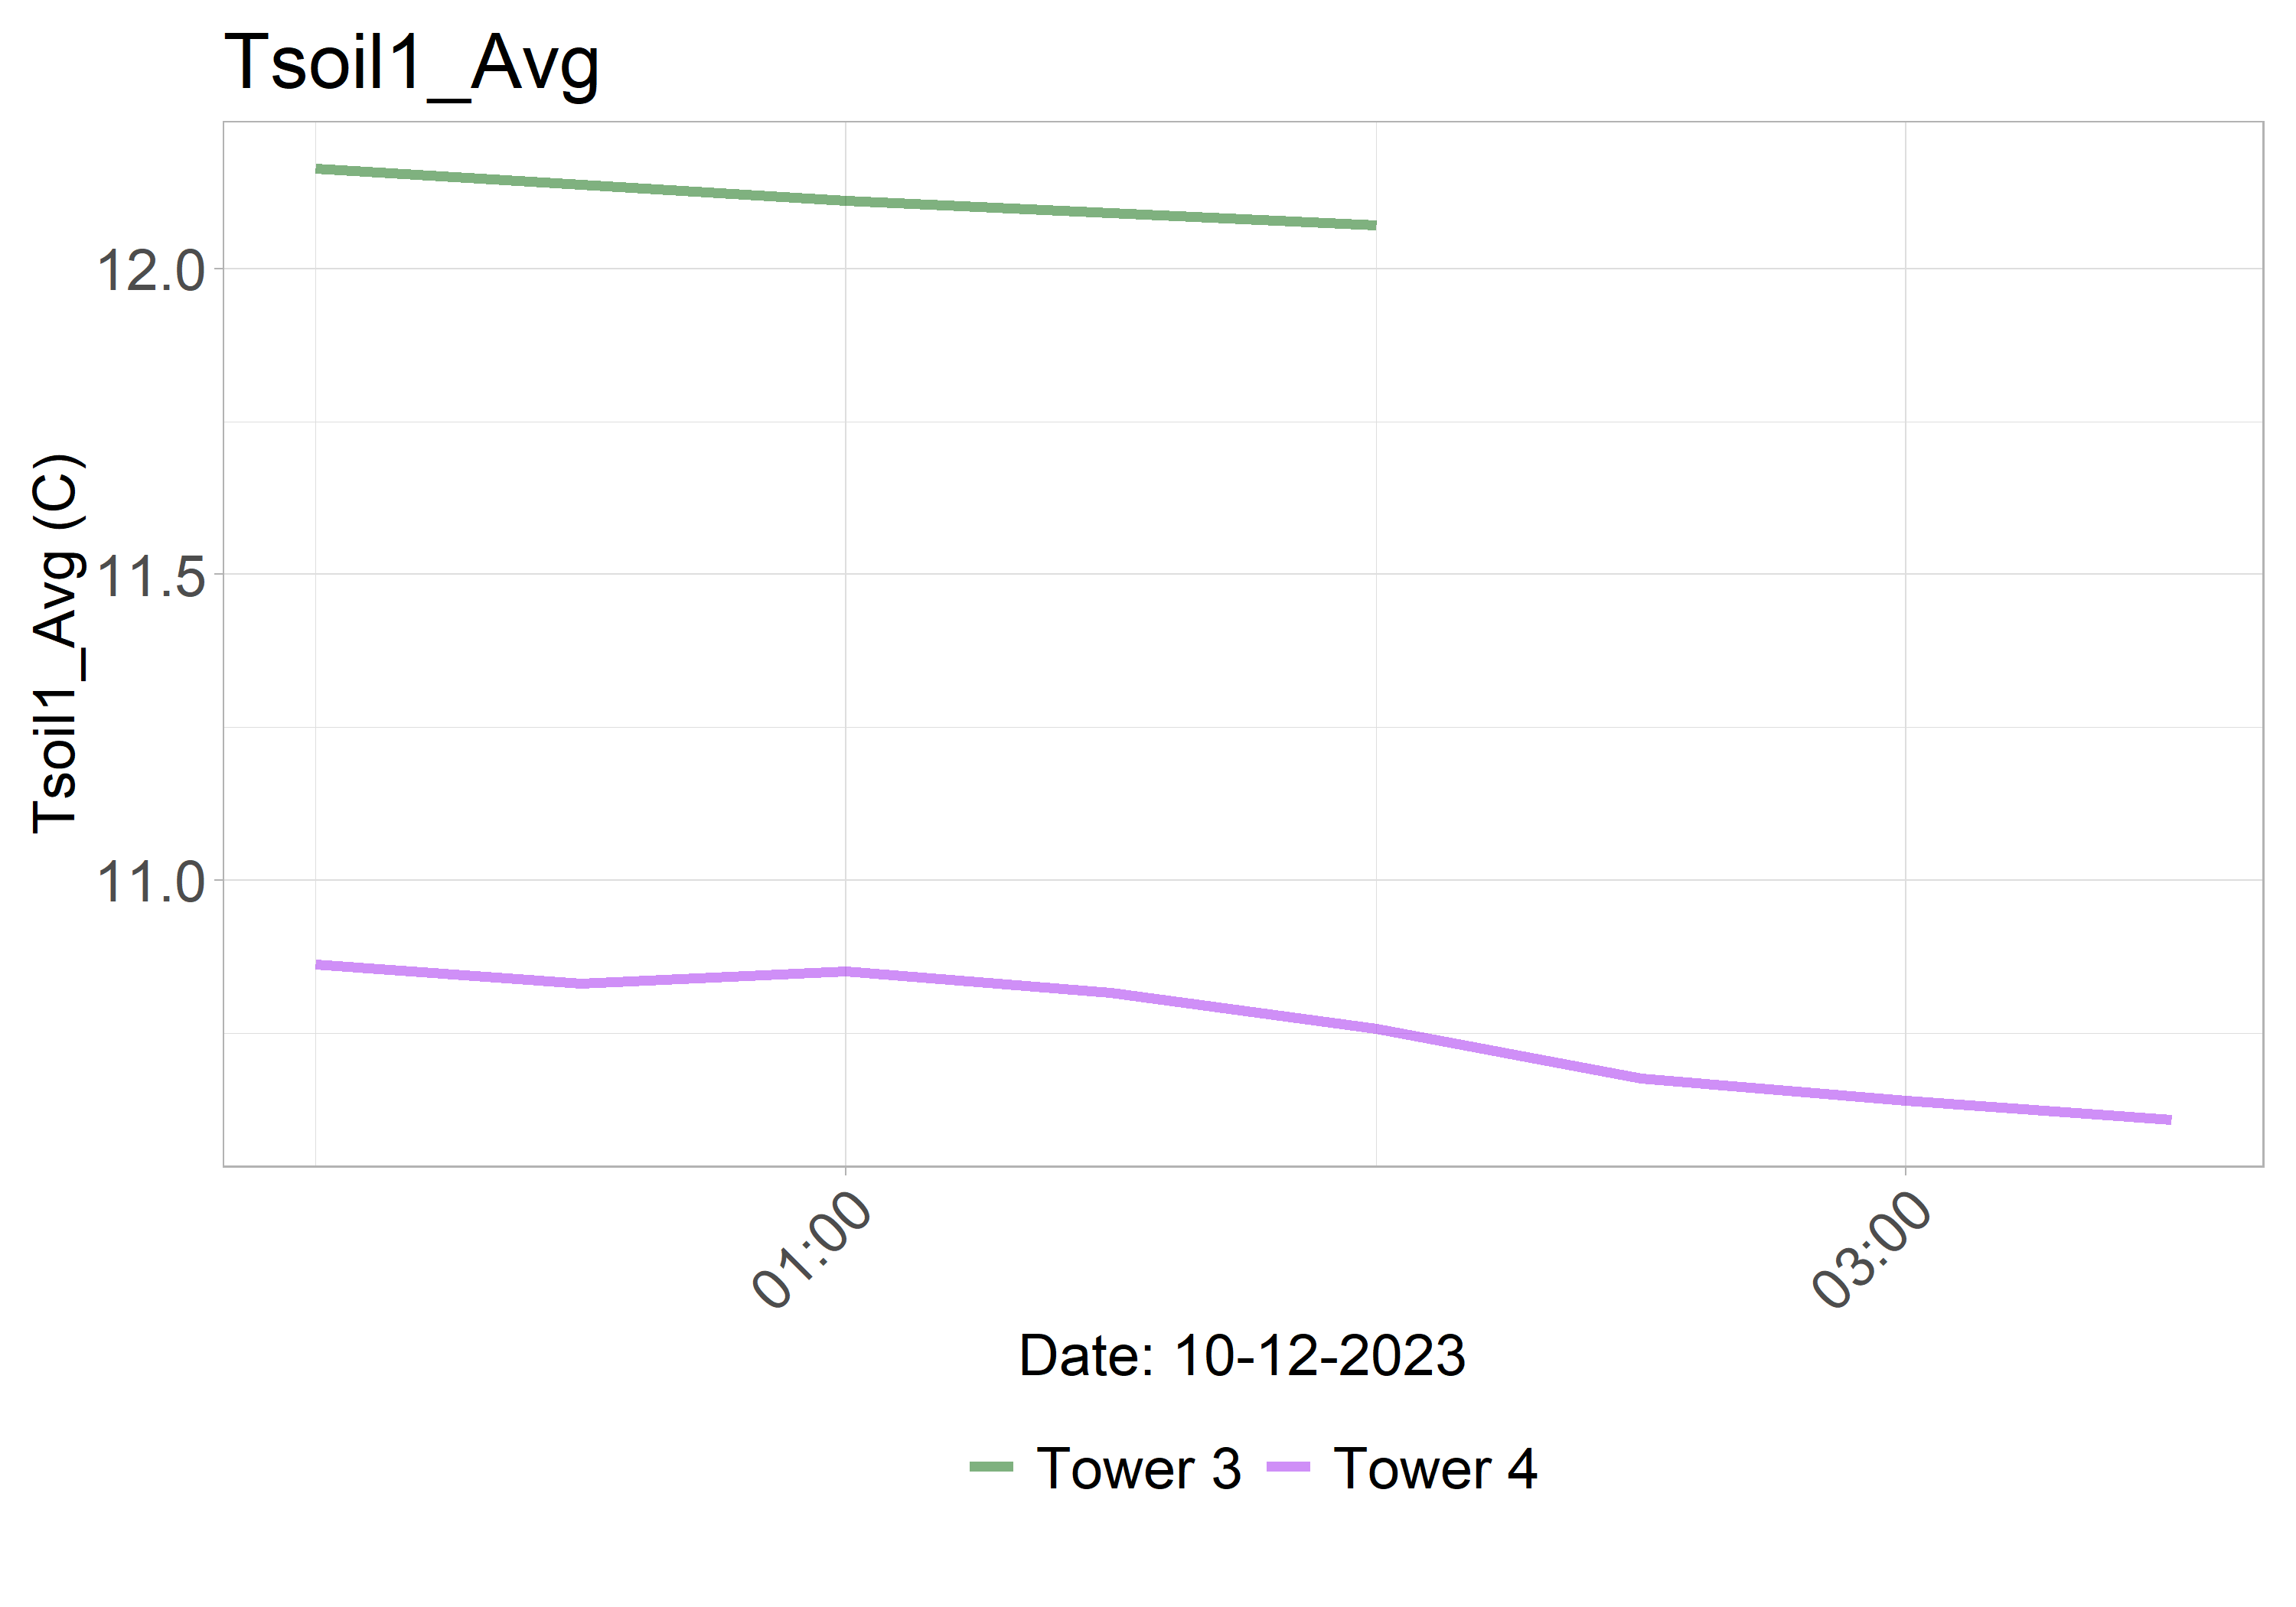 Tsoil1_Avg
Tsoil1_Avg (C)
12.0
11.5
11.0
01:00
03:00
Date: 10-12-2023
Tower 3
Tower 4